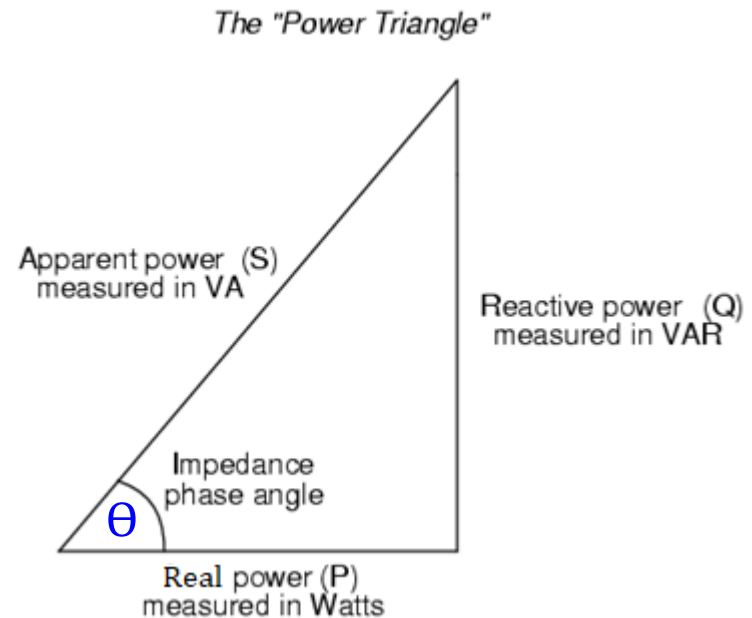 The "Power Triangle"
Apparent power (S)
measured in VA
Reactive power (Q)
measured in VAR
Impedance
phase angle
Θ
Real power (P)
measured in Watts